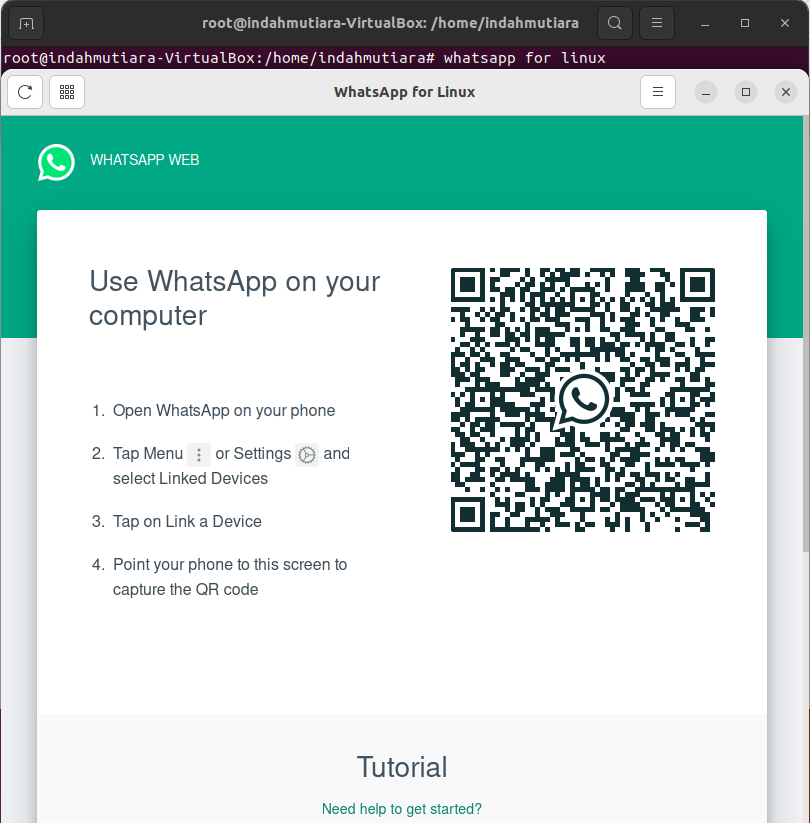 root@indahmutiara-VirtualBox: /home/indahmutiara
root@indahmutiara-VirtualBox:/home/indahmutiara# whatsapp for linux
WhatsApp for Linux
WHATSAPP WEB
Use WhatsApp on your
computer
1. Open WhatsApp on your phone
2. Tap Menu or Settings and
select Linked Devices
3. Tap on Link a Device
4. Point your phone to this screen to
capture the QR code
Tutorial
Need help to get started?